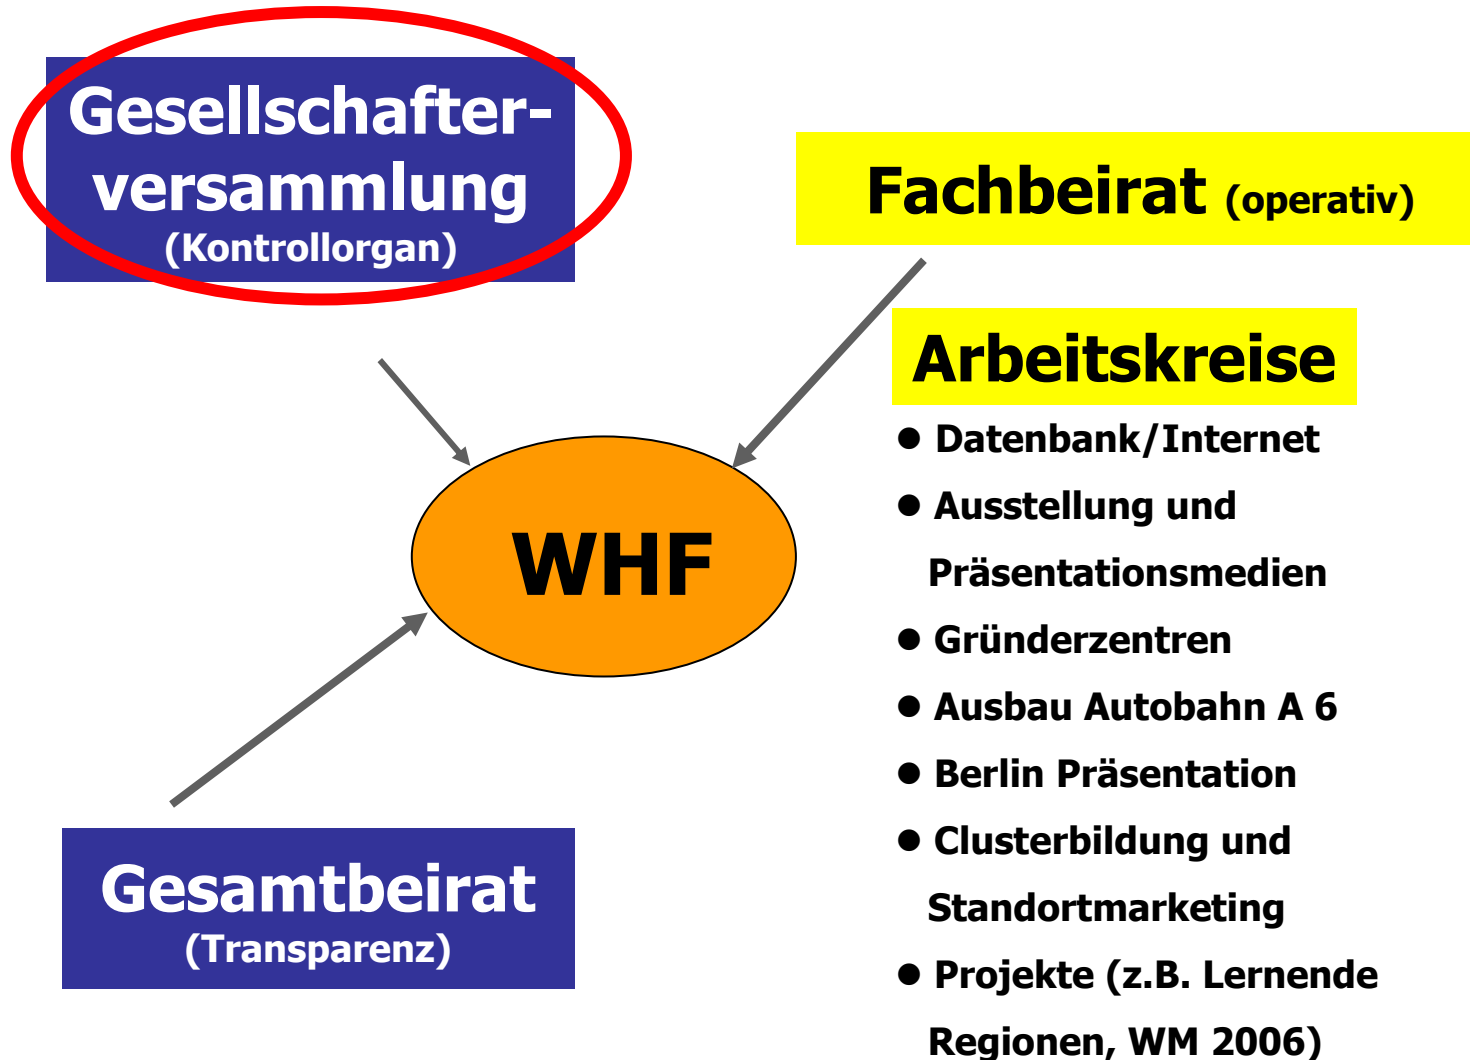 Gesellschafter-
versammlung
(Kontrollorgan)
Fachbeirat (operativ)
Arbeitskreise
● Datenbank/Internet
● Ausstellung und
Präsentationsmedien
● Gründerzentren
● Ausbau Autobahn A 6
● Berlin Präsentation
● Clusterbildung und
Standortmarketing
● Projekte (z.B. Lernende
Regionen, WM 2006)
WHF
Gesamtbeirat
(Transparenz)